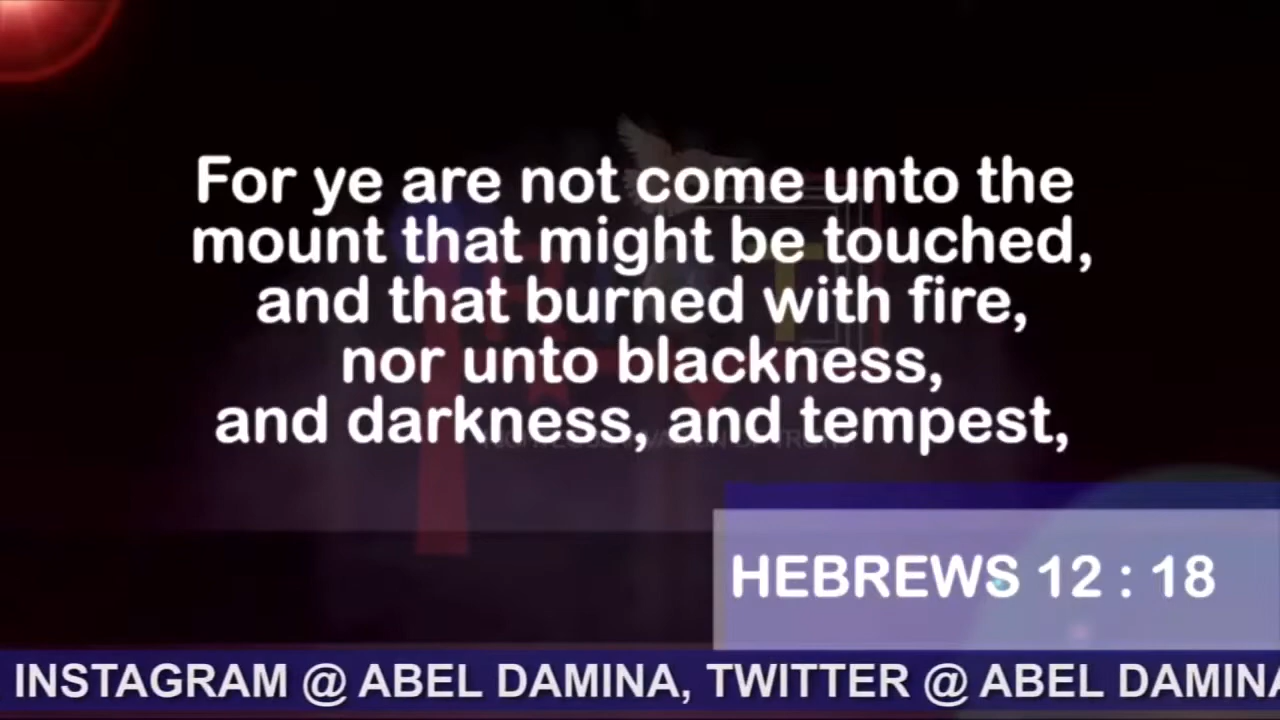 For ye are not come unto the
mount that might be touched,
and that burned with fire,
nor unto blackness,
and darkness, and tempest,
HEBREWS 12 : 18
INSTAGRAM @ ABEL DAMINA, TWITTER @ ABEL DAMINA